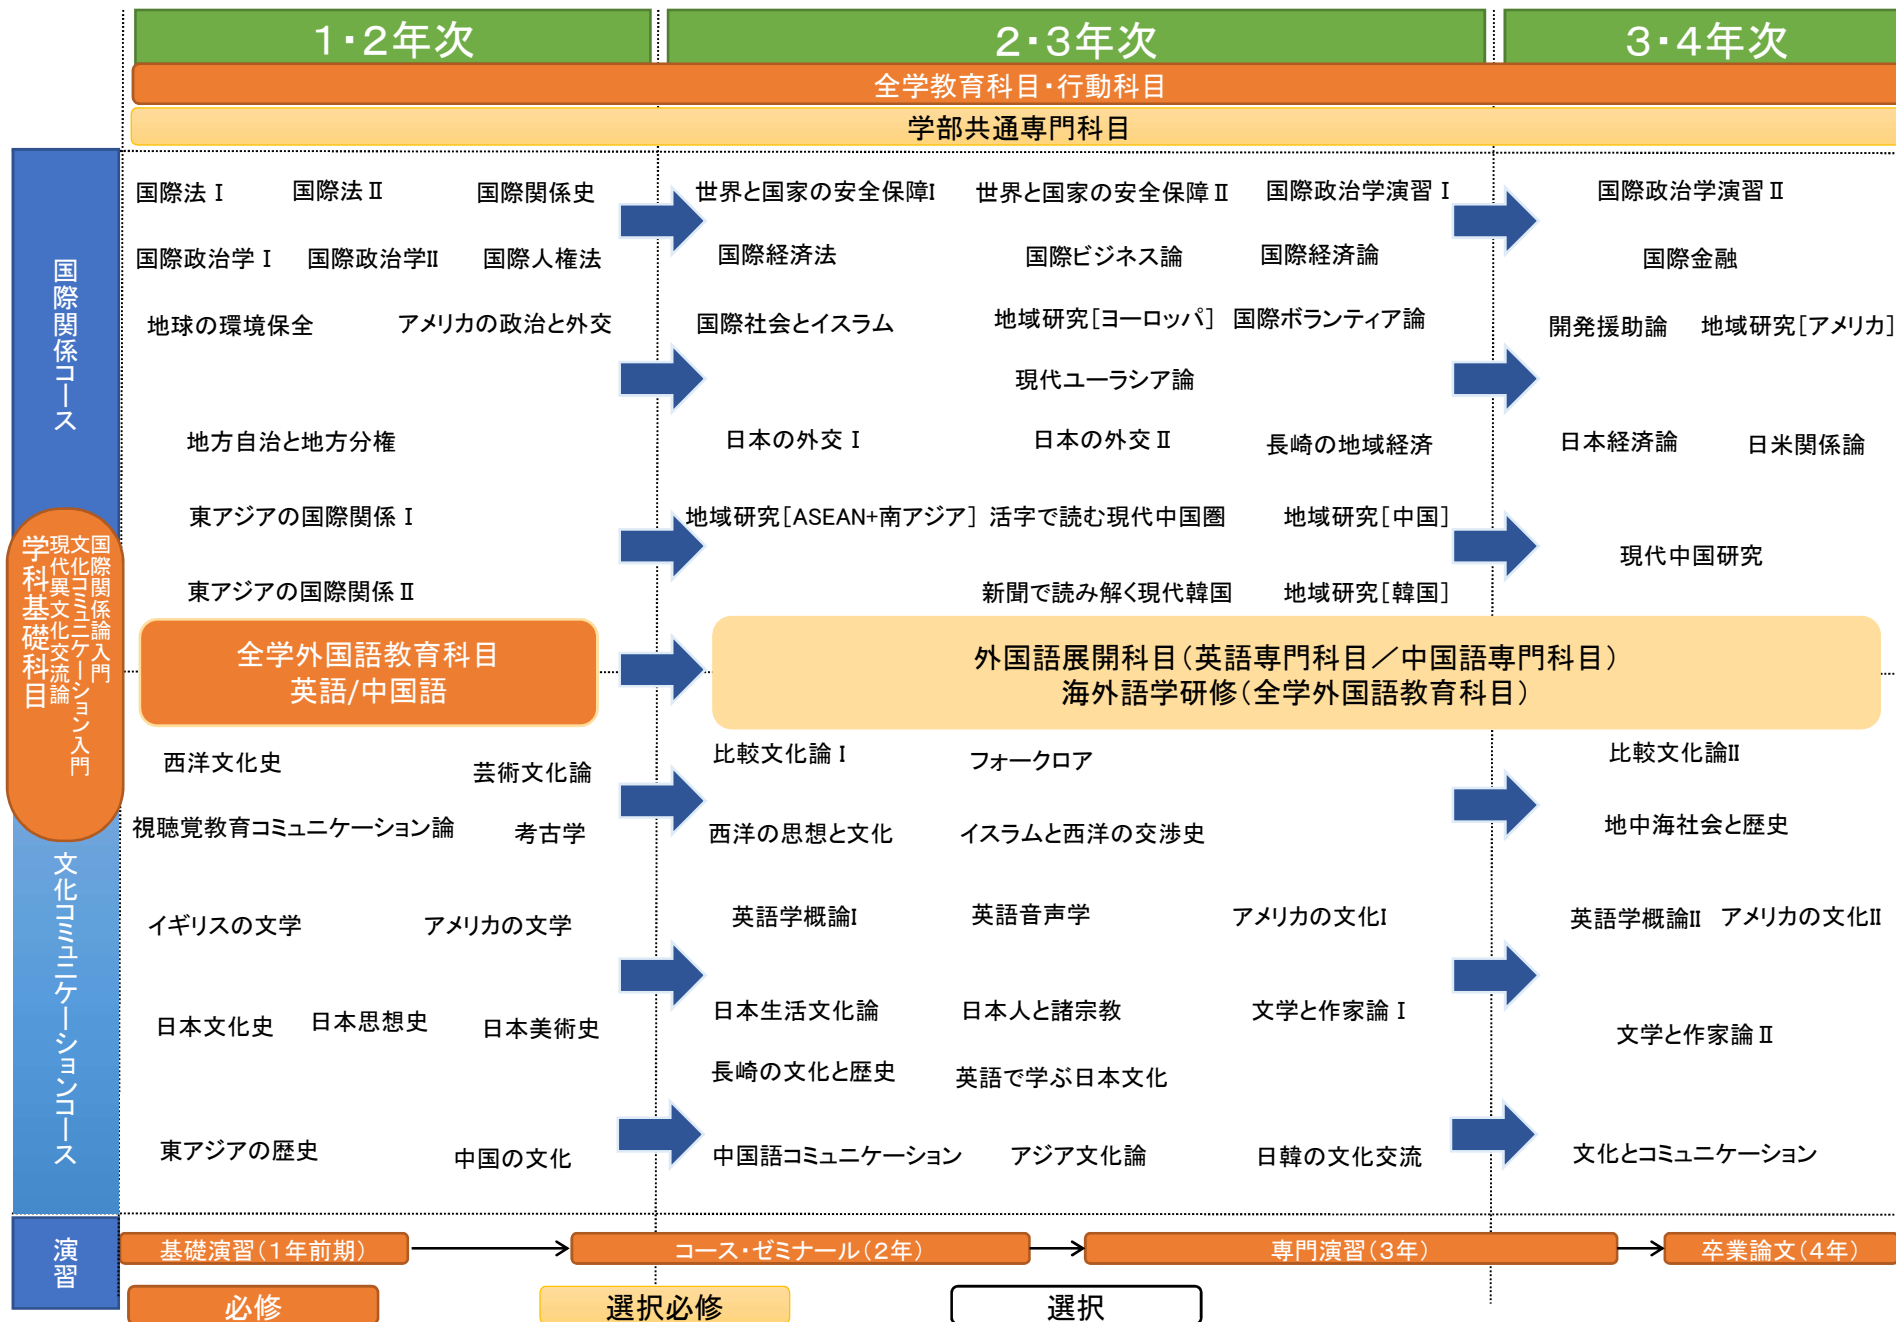 1・2年次
2・3年次
3・4年次
全学教育科目・行動科目
学部共通専門科目
国際関係コース
国際法 Ⅰ
国際法 Ⅱ
国際関係史
世界と国家の安全保障Ⅰ
世界と国家の安全保障 Ⅱ
国際政治学演習 Ⅰ
国際政治学演習 Ⅱ
国際政治学 Ⅰ
国際政治学Ⅱ
国際人権法
国際経済法
国際ビジネス論
国際経済論
国際金融
地球の環境保全
アメリカの政治と外交
国際社会とイスラム
地域研究[ヨーロッパ]
国際ボランティア論
開発援助論
地域研究[アメリカ]
現代ユーラシア論
地方自治と地方分権
日本の外交 Ⅰ
日本の外交 Ⅱ
長崎の地域経済
日本経済論
日米関係論
東アジアの国際関係 Ⅰ
地域研究[ASEAN+南アジア]
活字で読む現代中国圏
地域研究[中国]
現代中国研究
東アジアの国際関係 Ⅱ
新聞で読み解く現代韓国
地域研究[韓国]
国際関係論入門
文化コミュニケーション入門
現代異文化交流論
学科基礎科目
全学外国語教育科目
英語/中国語
外国語展開科目(英語専門科目/中国語専門科目)
海外語学研修(全学外国語教育科目)
文化コミュニケーションコース
西洋文化史
芸術文化論
比較文化論 Ⅰ
フォークロア
比較文化論Ⅱ
視聴覚教育コミュニケーション論
考古学
西洋の思想と文化
イスラムと西洋の交渉史
地中海社会と歴史
イギリスの文学
アメリカの文学
英語学概論Ⅰ
英語音声学
アメリカの文化Ⅰ
英語学概論Ⅱ
アメリカの文化Ⅱ
日本文化史
日本思想史
日本美術史
日本生活文化論
日本人と諸宗教
文学と作家論 Ⅰ
文学と作家論 Ⅱ
長崎の文化と歴史
英語で学ぶ日本文化
東アジアの歴史
中国の文化
中国語コミュニケーション
アジア文化論
日韓の文化交流
文化とコミュニケーション
演習
基礎演習(1年前期)
コース・ゼミナール(2年)
専門演習(3年)
卒業論文(4年)
必修
選択必修
選択